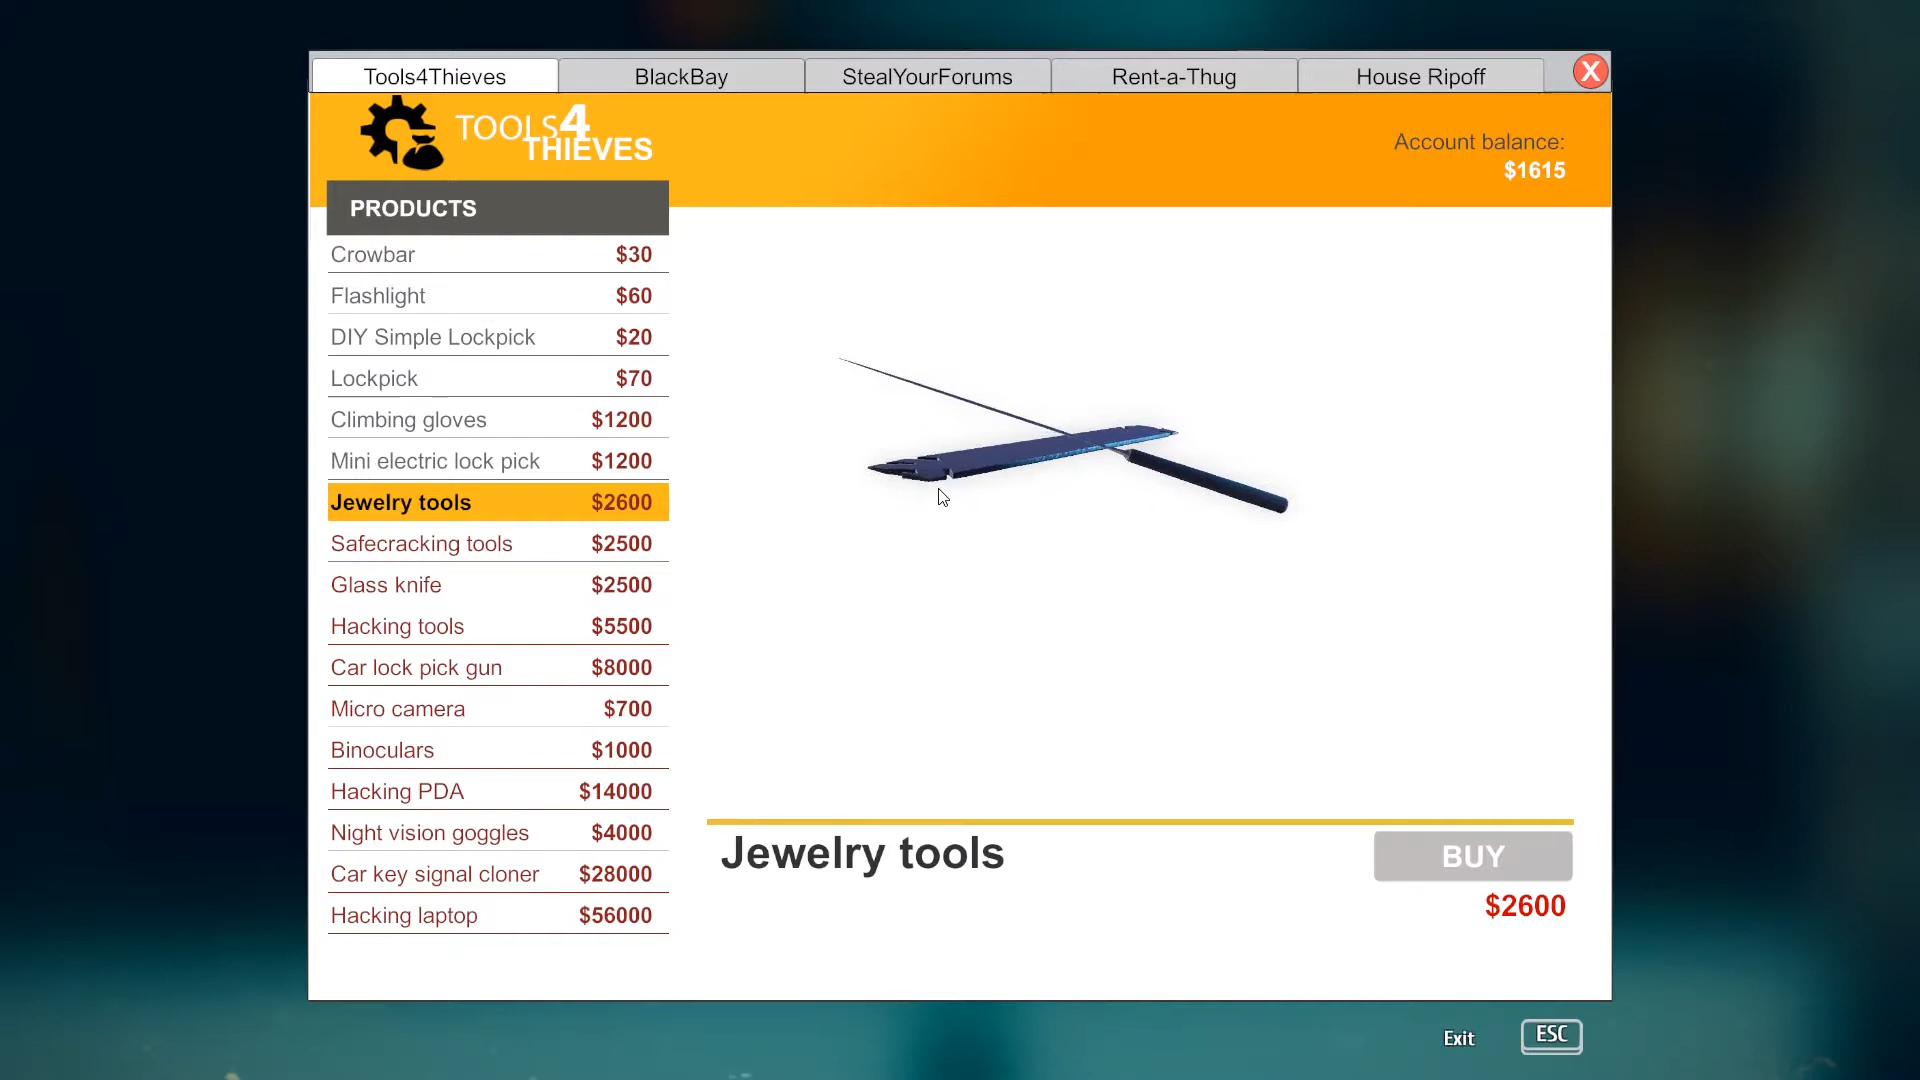 Tools4Thieves BlackBay StealYourForums Rent-a-Thug House Ripoff X
TOOLS4
THIEVES
Account balance:
$1615
PRODUCTS
Crowbar $30
Flashlight $60
DIY Simple Lockpick $20
Lockpick $70
Climbing gloves $1200
Mini electric lock pick $1200
Jewelry tools $2600
Safecracking tools $2500
Glass knife $2500
Hacking tools $5500
Car lock pick gun $8000
Micro camera $700
Binoculars $1000
Hacking PDA $14000
Night vision goggles $4000
Car key signal cloner $28000
Hacking laptop $56000
Jewelry tools
BUY
$2600
Exit ESC